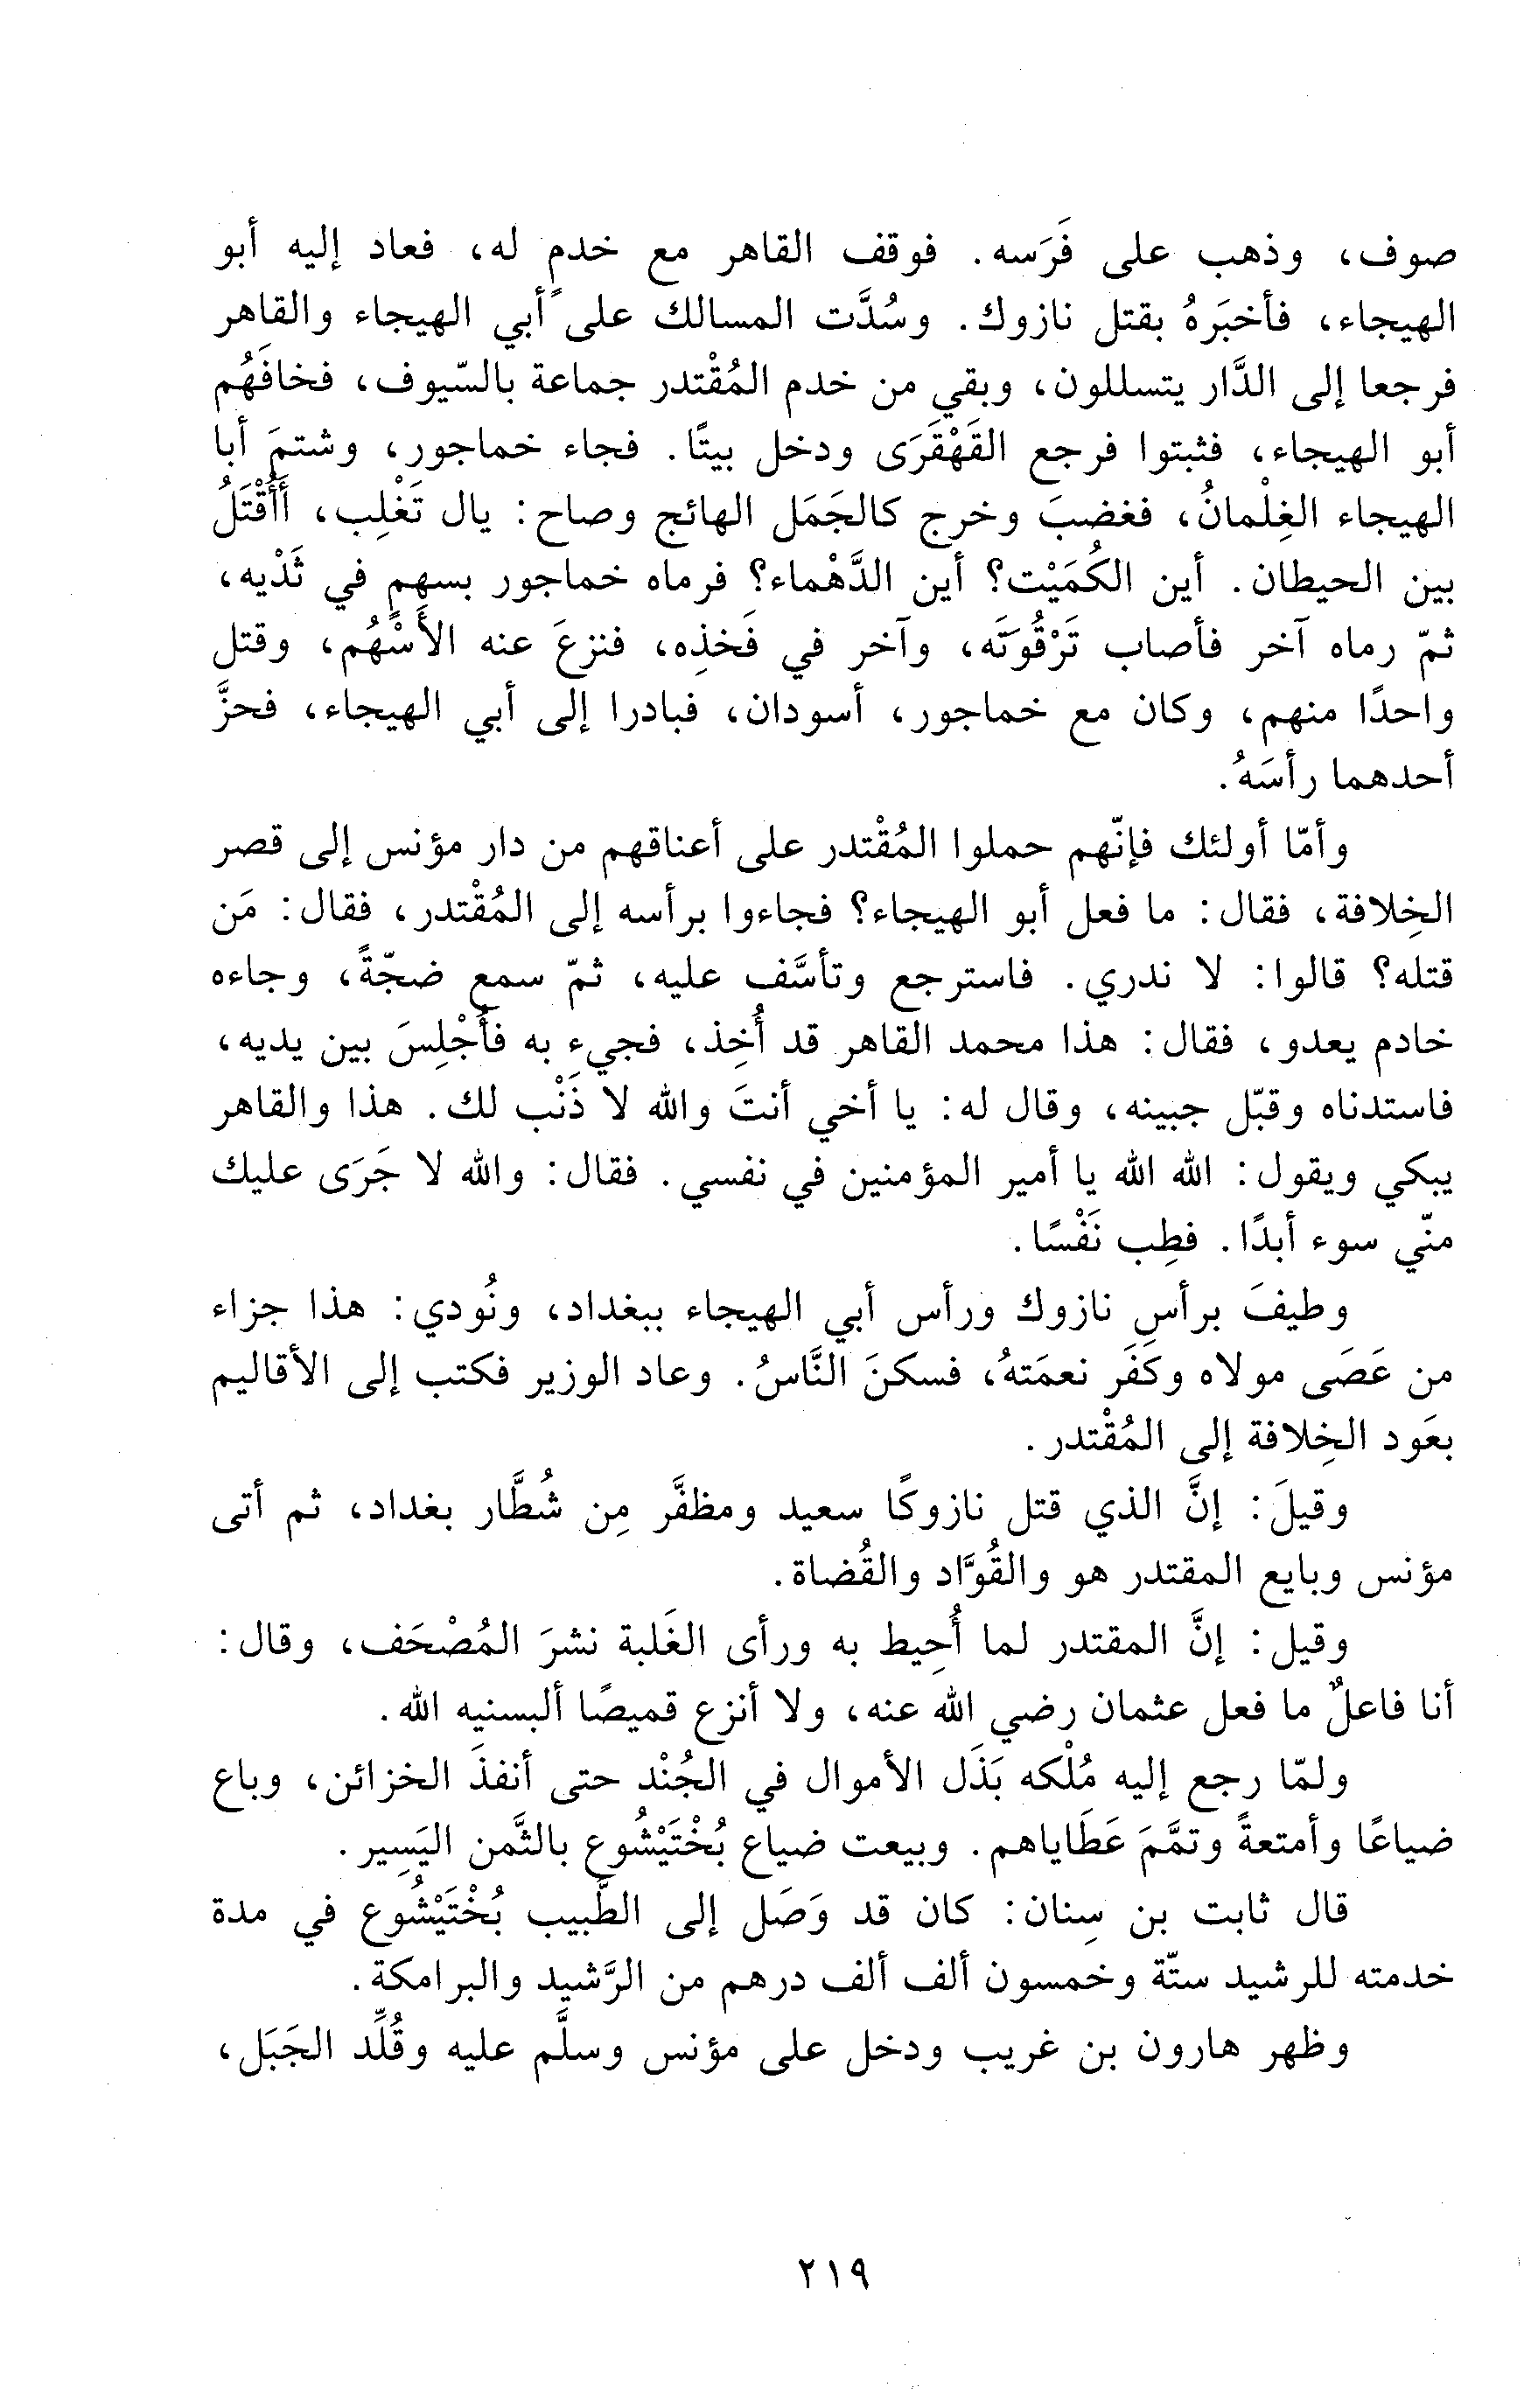 صوف، وذهب على فَرَسه. فوقف القاهر مع خدمٍ له، فعاد إليه أبو
الهيجاء، فأخبَرهُ بقتل نازوك. وسُدَّت المسالك على أبي الهيجاء والقاهر
فرجعا إلى الدَّار يتسللون، وبقي من خدم المُقْتدر جماعة بالسّيوف، فخافَهُم
أبو الهيجاء، فثبتوا فرجع القَهْقَرَى ودخل بيتًا. فجاء خماجور، وشتمَ أبا
الهيجاء الغِلْمانُ، فغضبَ وخرج كالجَمَل الهائج وصاح: يال تَغْلِب، أَأُقْتَلُ
بين الحيطان. أين الكُمَيْت؟ أين الدَّهْماء؟ فرماه خماجور بسهمٍ في ثَدْيه،
ثمّ رماه آخر فأصاب تَرْقُوَتَه، وآخر في فَخذِه، فنزعَ عنه الأَسْهُم، وقتل
واحدًا منهم، وكان مع خماجور، أسودان، فبادرا إلى أبي الهيجاء، فحزَّ
أحدهما رأسَهُ.
وأمّا أولئك فإنّهم حملوا المُقْتدر على أعناقهم من دار مؤنس إلى قصر
الخِلافة، فقال: ما فعل أبو الهيجاء؟ فجاءوا برأسه إلى المُقْتدر، فقال: مَن
قتله؟ قالوا: لا ندري. فاسترجع وتأسَّف عليه، ثمّ سمع ضجّةً، وجاءه
خادم يعدو، فقال: هذا محمد القاهر قد أُخِذ، فجيء به فأُجْلِسَ بين يديه،
فاستدناه وقبّل جبينه، وقال له: يا أخي أنتَ والله لا ذَنْب لك. هذا والقاهر
يبكي ويقول: الله الله يا أمير المؤمنين في نفسي. فقال: والله لا جَرَى عليك
منّي سوء أبدًا. فطِب نَفْسًا.
وطيفَ برأسِ نازوك ورأس أبي الهيجاء ببغداد، ونُودي: هذا جزاء
من عَصَى مولاه وكَفَر نعمَتهُ، فسكنَ النَّاسُ. وعاد الوزير فكتب إلى الأقاليم
بعَود الخِلافة إلى المُقْتدر.
وقيلَ: إنَّ الذي قتل نازوكًا سعيد ومظفَّر مِن شُطَّار بغداد، ثم أتى
مؤنس وبايع المقتدر هو والقُوَّاد والقُضاة.
وقيل: إنَّ المقتدر لما أُحِيط به ورأى الغَلبة نشرَ المُصْحَف، وقال:
أنا فاعلٌ ما فعل عثمان رضي الله عنه، ولا أنزع قميصًا ألبسنيه الله.
ولمّا رجع إليه مُلْكه بَذَل الأموال في الجُنْد حتى أنفذَ الخزائن، وباع
ضياعًا وأمتعةً وتمَّمَ عَطَاياهم. وبيعت ضياع بُخْتَيْشُوع بالثَّمن اليَسِير.
قال ثابت بن سِنان: كان قد وَصَل إلى الطَّبيب بُخْتَيْشُوع في مدة
خدمته للرشيد ستّة وخمسون ألف ألف درهم من الرَّشيد والبرامكة.
وظهر هارون بن غريب ودخل على مؤنس وسلَّم عليه وقُلِّد الجَبَل،
٢١٩